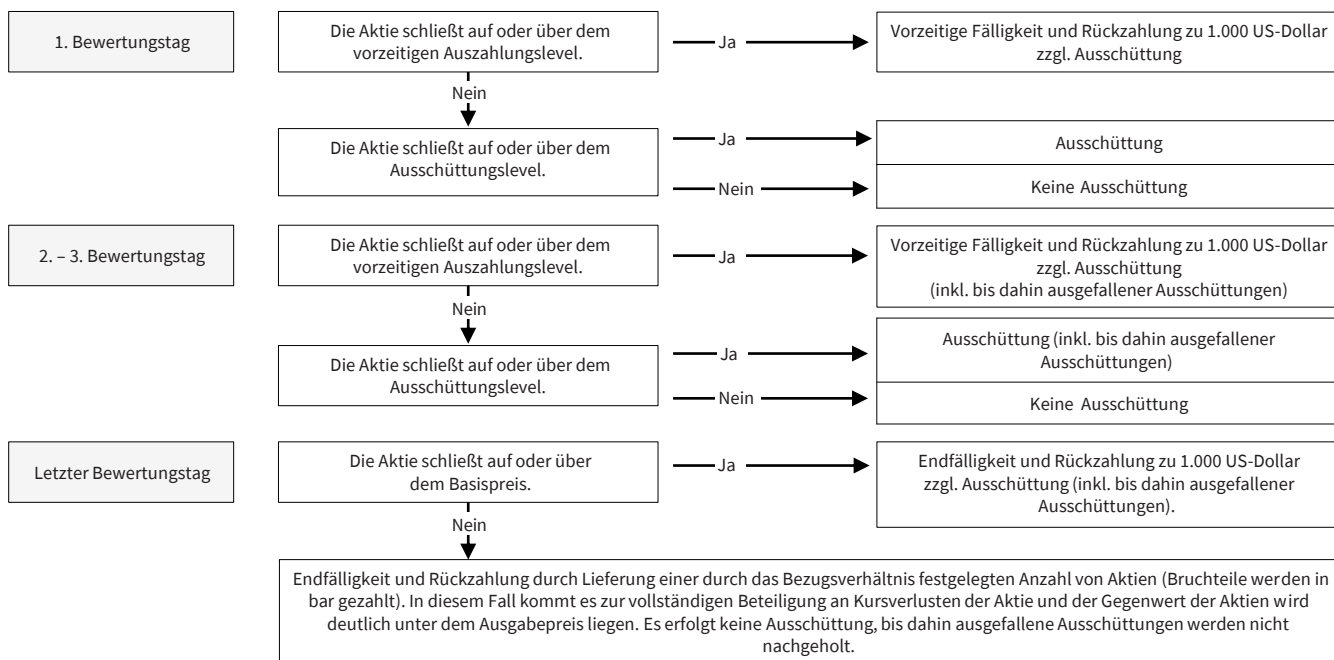 1. Bewertungstag
Die Aktie schließt auf oder über dem
vorzeitigen Auszahlungslevel.
Ja
Vorzeitige Fälligkeit und Rückzahlung zu 1.000 US-Dollar
zzgl. Ausschüttung
Nein
Die Aktie schließt auf oder über dem
Ausschüttungslevel.
Ja
Ausschüttung
Nein
Keine Ausschüttung
2. – 3. Bewertungstag
Die Aktie schließt auf oder über dem
vorzeitigen Auszahlungslevel.
Ja
Vorzeitige Fälligkeit und Rückzahlung zu 1.000 US-Dollar
zzgl. Ausschüttung
(inkl. bis dahin ausgefallener Ausschüttungen)
Nein
Die Aktie schließt auf oder über dem
Ausschüttungslevel.
Ja
Ausschüttung (inkl. bis dahin ausgefallener
Ausschüttungen)
Nein
Keine Ausschüttung
Letzter Bewertungstag
Die Aktie schließt auf oder über
dem Basispreis.
Ja
Endfälligkeit und Rückzahlung zu 1.000 US-Dollar
zzgl. Ausschüttung (inkl. bis dahin ausgefallener
Ausschüttungen).
Nein
Endfälligkeit und Rückzahlung durch Lieferung einer durch das Bezugsverhältnis festgelegten Anzahl von Aktien (Bruchteile werden in
bar gezahlt). In diesem Fall kommt es zur vollständigen Beteiligung an Kursverlusten der Aktie und der Gegenwert der Aktien wird
deutlich unter dem Ausgabepreis liegen. Es erfolgt keine Ausschüttung, bis dahin ausgefallene Ausschüttungen werden nicht
nachgeholt.